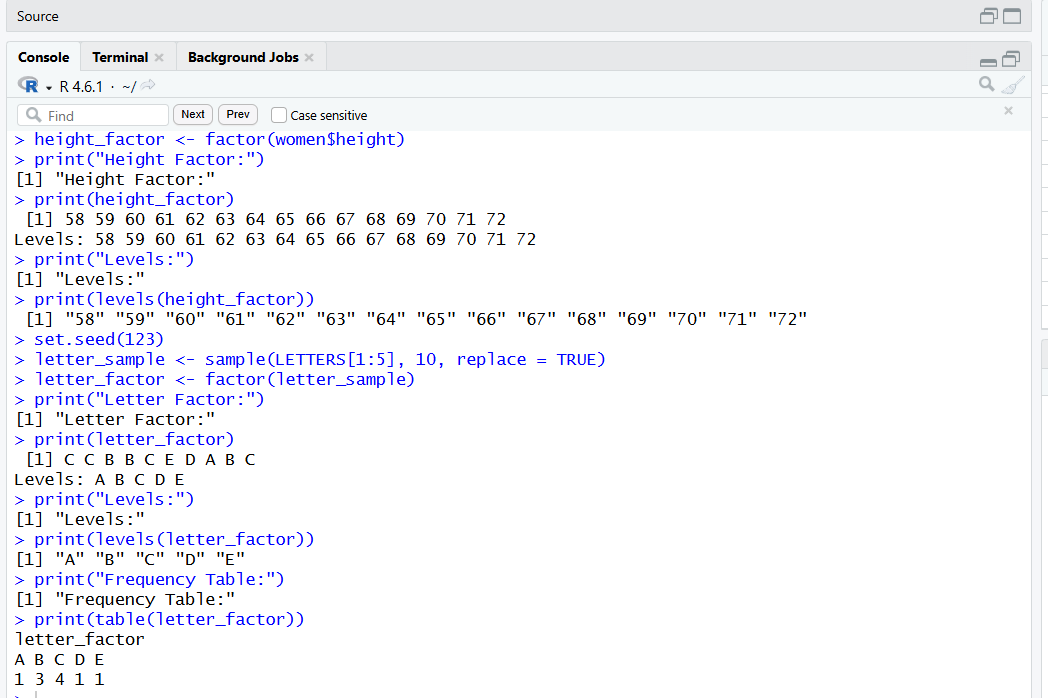 Source
Console Terminal Background Jobs
R R 4.6.1 · ~/
Find Next Prev Case sensitive
> height_factor <- factor(women$height)
> print("Height Factor:")
[1] "Height Factor:"
> print(height_factor)
 [1] 58 59 60 61 62 63 64 65 66 67 68 69 70 71 72
Levels: 58 59 60 61 62 63 64 65 66 67 68 69 70 71 72
> print("Levels:")
[1] "Levels:"
> print(levels(height_factor))
 [1] "58" "59" "60" "61" "62" "63" "64" "65" "66" "67" "68" "69" "70" "71" "72"
> set.seed(123)
> letter_sample <- sample(LETTERS[1:5], 10, replace = TRUE)
> letter_factor <- factor(letter_sample)
> print("Letter Factor:")
[1] "Letter Factor:"
> print(letter_factor)
 [1] C C B B C E D A B C
Levels: A B C D E
> print("Levels:")
[1] "Levels:"
> print(levels(letter_factor))
[1] "A" "B" "C" "D" "E"
> print("Frequency Table:")
[1] "Frequency Table:"
> print(table(letter_factor))
letter_factor
A B C D E
1 3 4 1 1
>